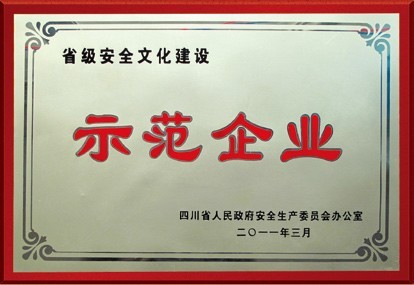 省级安全文化建设
示范企业
四川省人民政府安全生产委员会办公室
二〇一一年三月